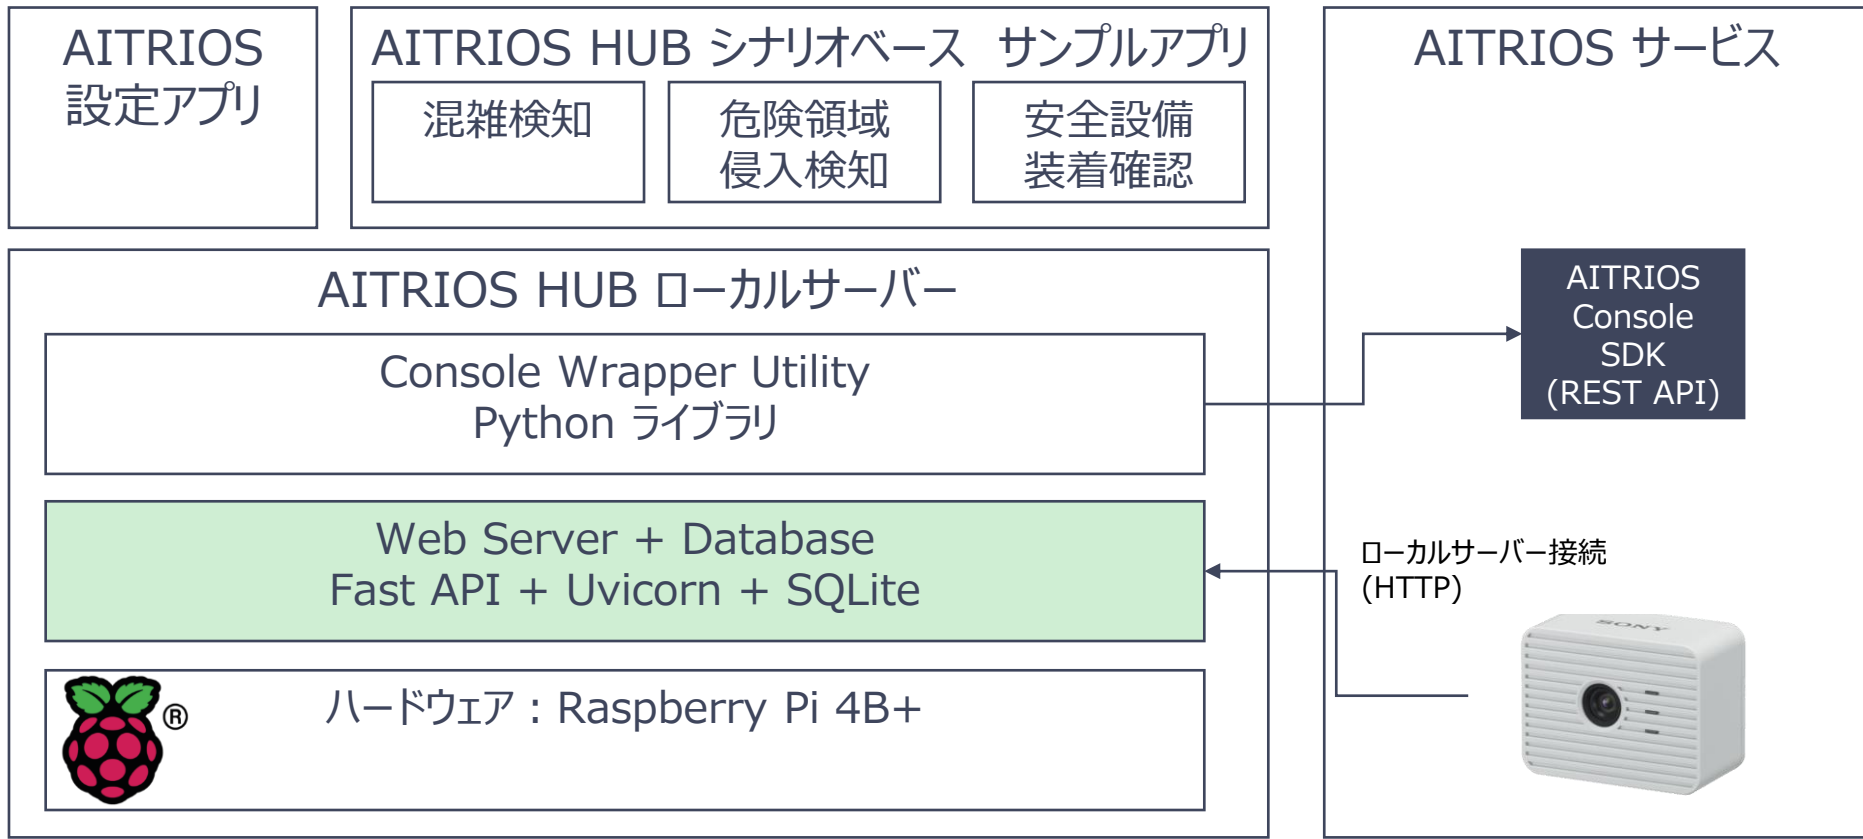 AITRIOS
設定アプリ
AITRIOS HUB シナリオベース サンプルアプリ
混雑検知
危険領域
侵入検知
安全設備
装着確認
AITRIOS サービス
AITRIOS HUB ローカルサーバー
Console Wrapper Utility
Python ライブラリ
AITRIOS
Console
SDK
(REST API)
Web Server + Database
Fast API + Uvicorn + SQLite
ローカルサーバー接続
(HTTP)
SONY
®
ハードウェア：Raspberry Pi 4B+